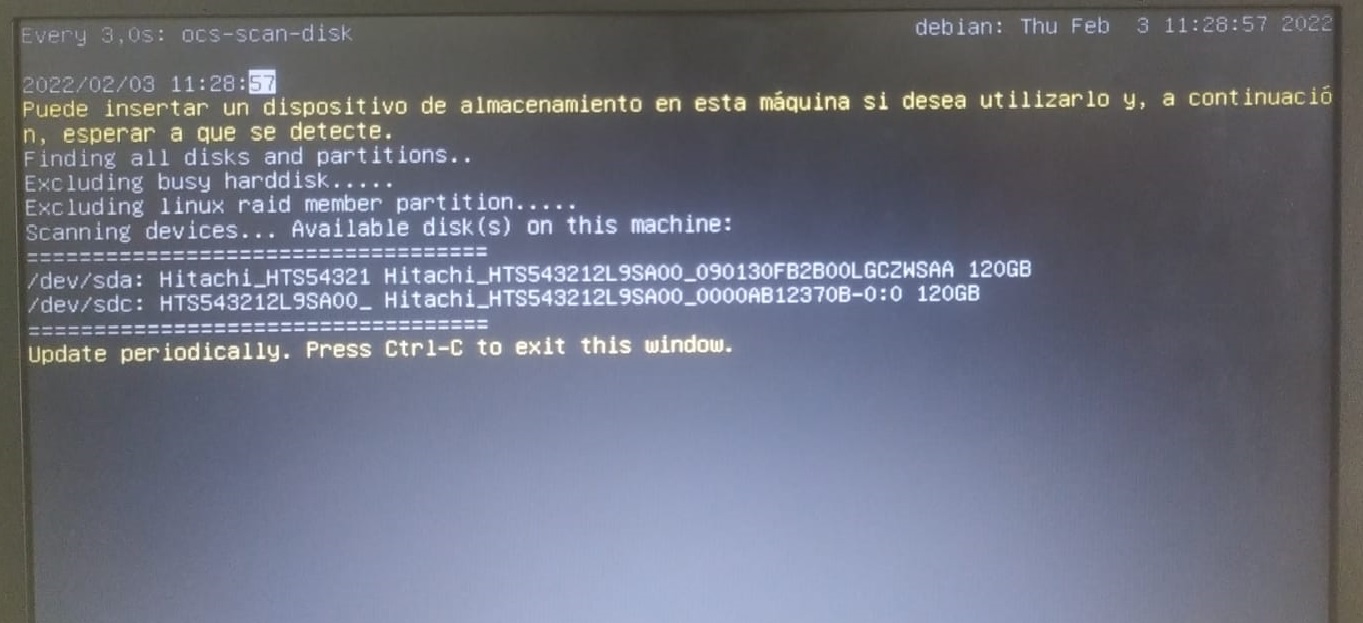 Every 3,0s: ocs-scan-disk debian: Thu Feb 3 11:28:57 2022
2022/02/03 11:28:57
Puede insertar un dispositivo de almacenamiento en esta máquina si desea utilizarlo y, a continuació
n, esperar a que se detecte.
Finding all disks and partitions..
Excluding busy harddisk.....
Excluding linux raid member partition.....
Scanning devices... Available disk(s) on this machine:
===================================
/dev/sda: Hitachi_HTS54321 Hitachi_HTS543212L9SA00_090130FB2B00LGCZWSAA 120GB
/dev/sdc: HTS543212L9SA00_ Hitachi_HTS543212L9SA00_0000AB12370B-0:0 120GB
===================================
Update periodically. Press Ctrl-C to exit this window.